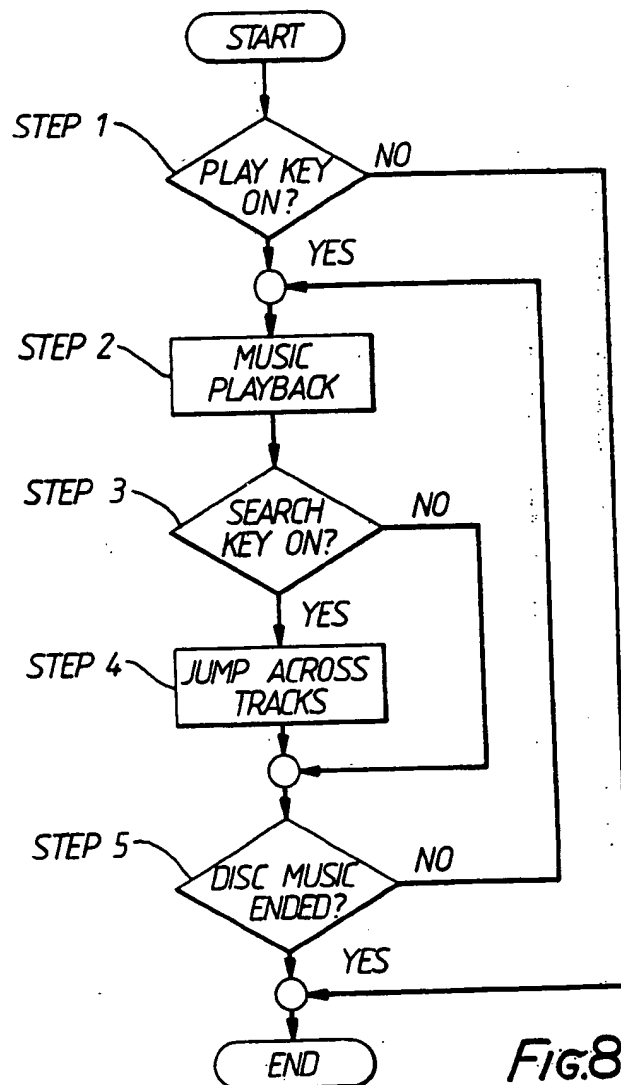 START
STEP 1
PLAY KEY
ON?
NO
YES
STEP 2
MUSIC
PLAYBACK
STEP 3
SEARCH
KEY ON?
NO
YES
STEP 4
JUMP ACROSS
TRACKS
STEP 5
DISC MUSIC
ENDED?
NO
YES
END
FIG.8